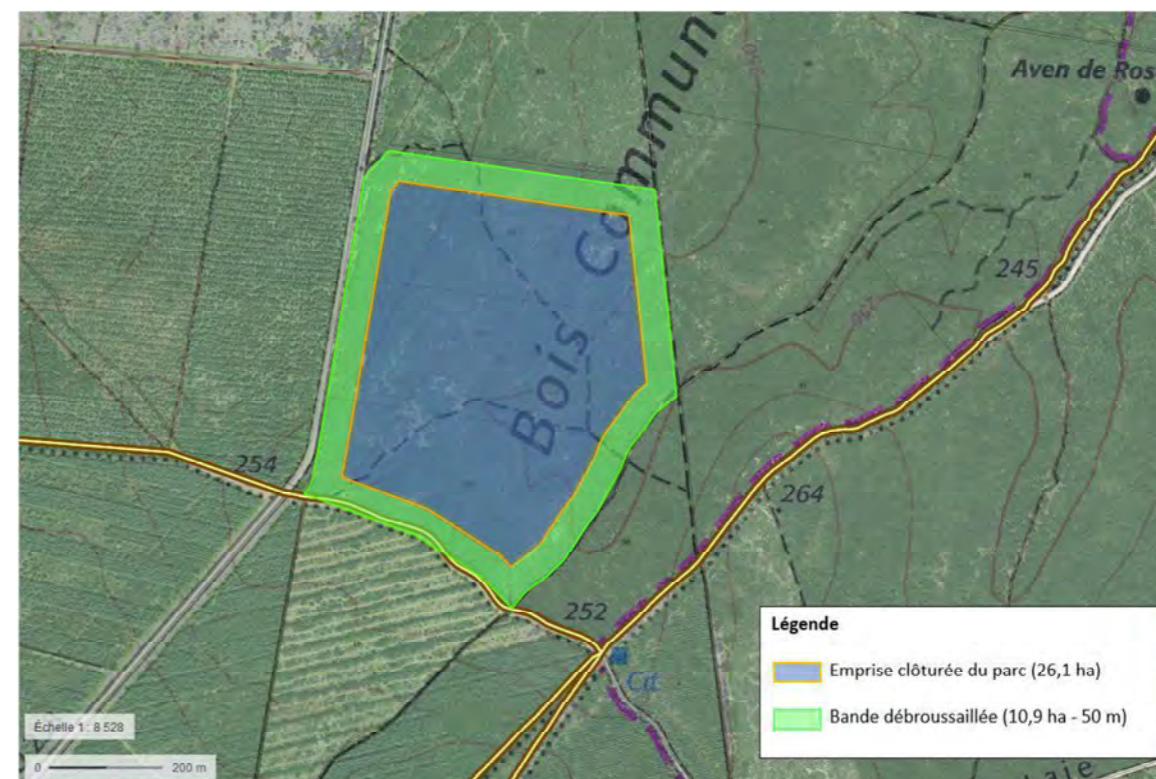 Commun
Aven de Ros
245
Bois
254
264
252
Cit
Légende
Emprise clôturée du parc (26,1 ha)
Bande débroussaillée (10,9 ha - 50 m)
Échelle 1 : 8 528
0 200 m